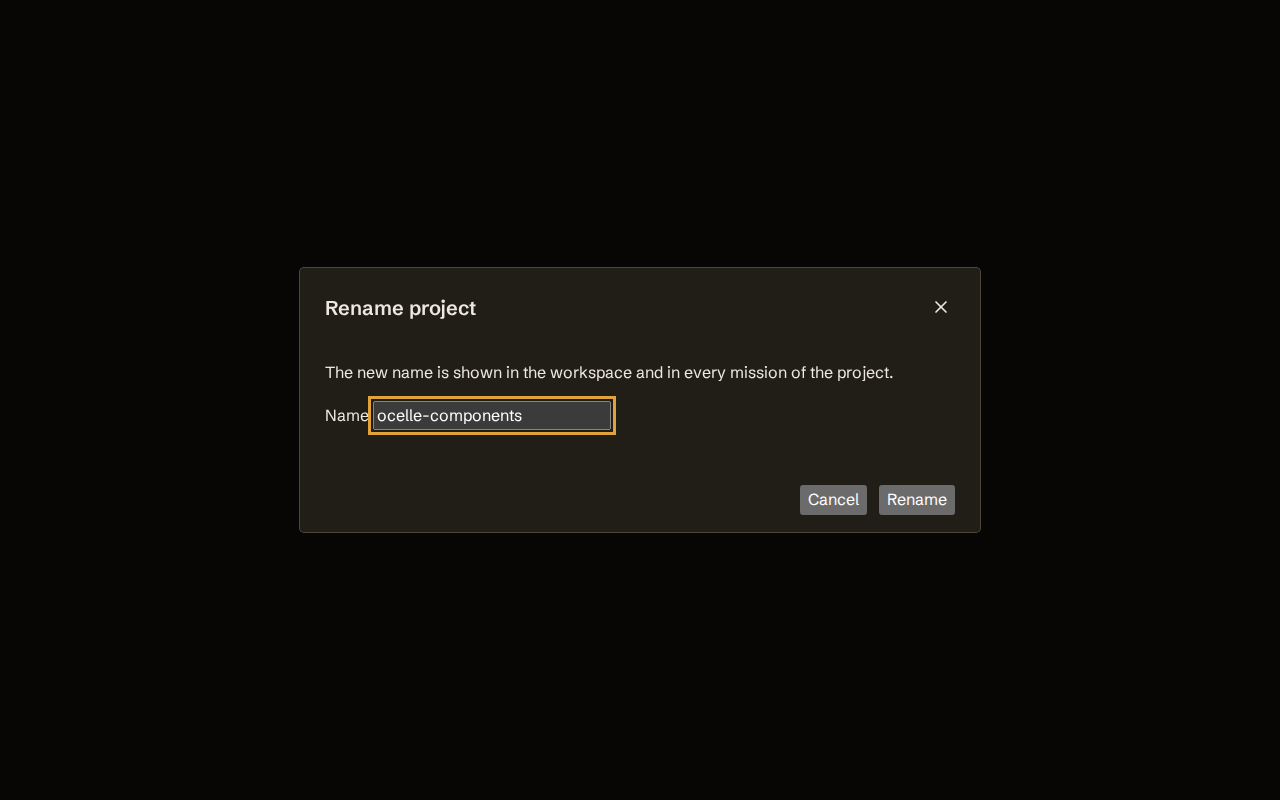 Rename project
The new name is shown in the workspace and in every mission of the project.
Name ocelle-components
Cancel Rename